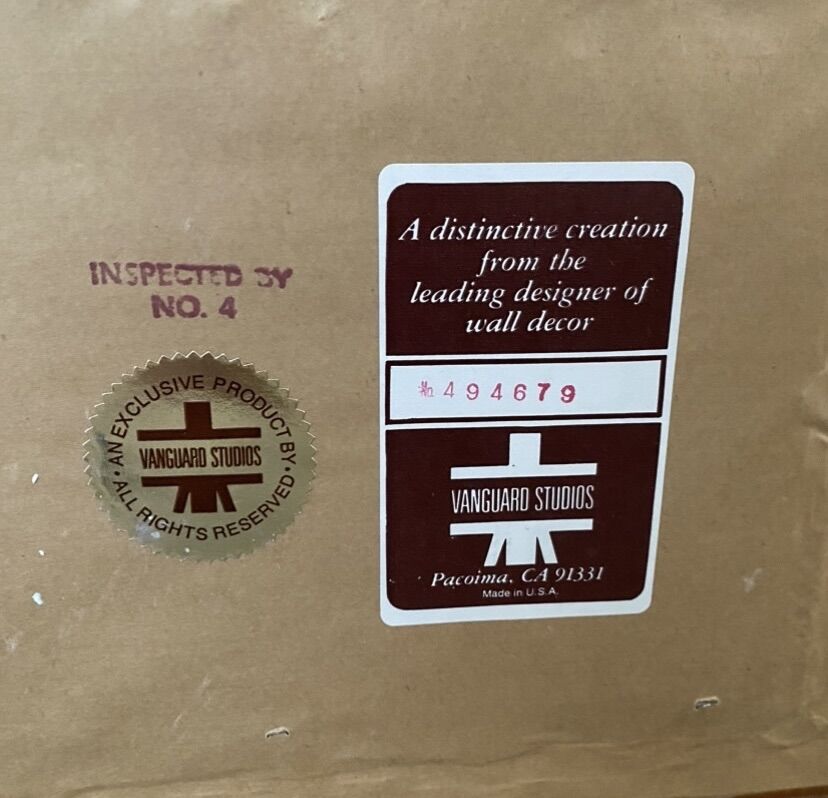 INSPECTED BY
NO. 4
AN EXCLUSIVE PRODUCT BY
VANGUARD STUDIOS
• ALL RIGHTS RESERVED •
A distinctive creation
from the
leading designer of
wall decor
No 494679
VANGUARD STUDIOS
Pacoima, CA 91331
Made in U.S.A.